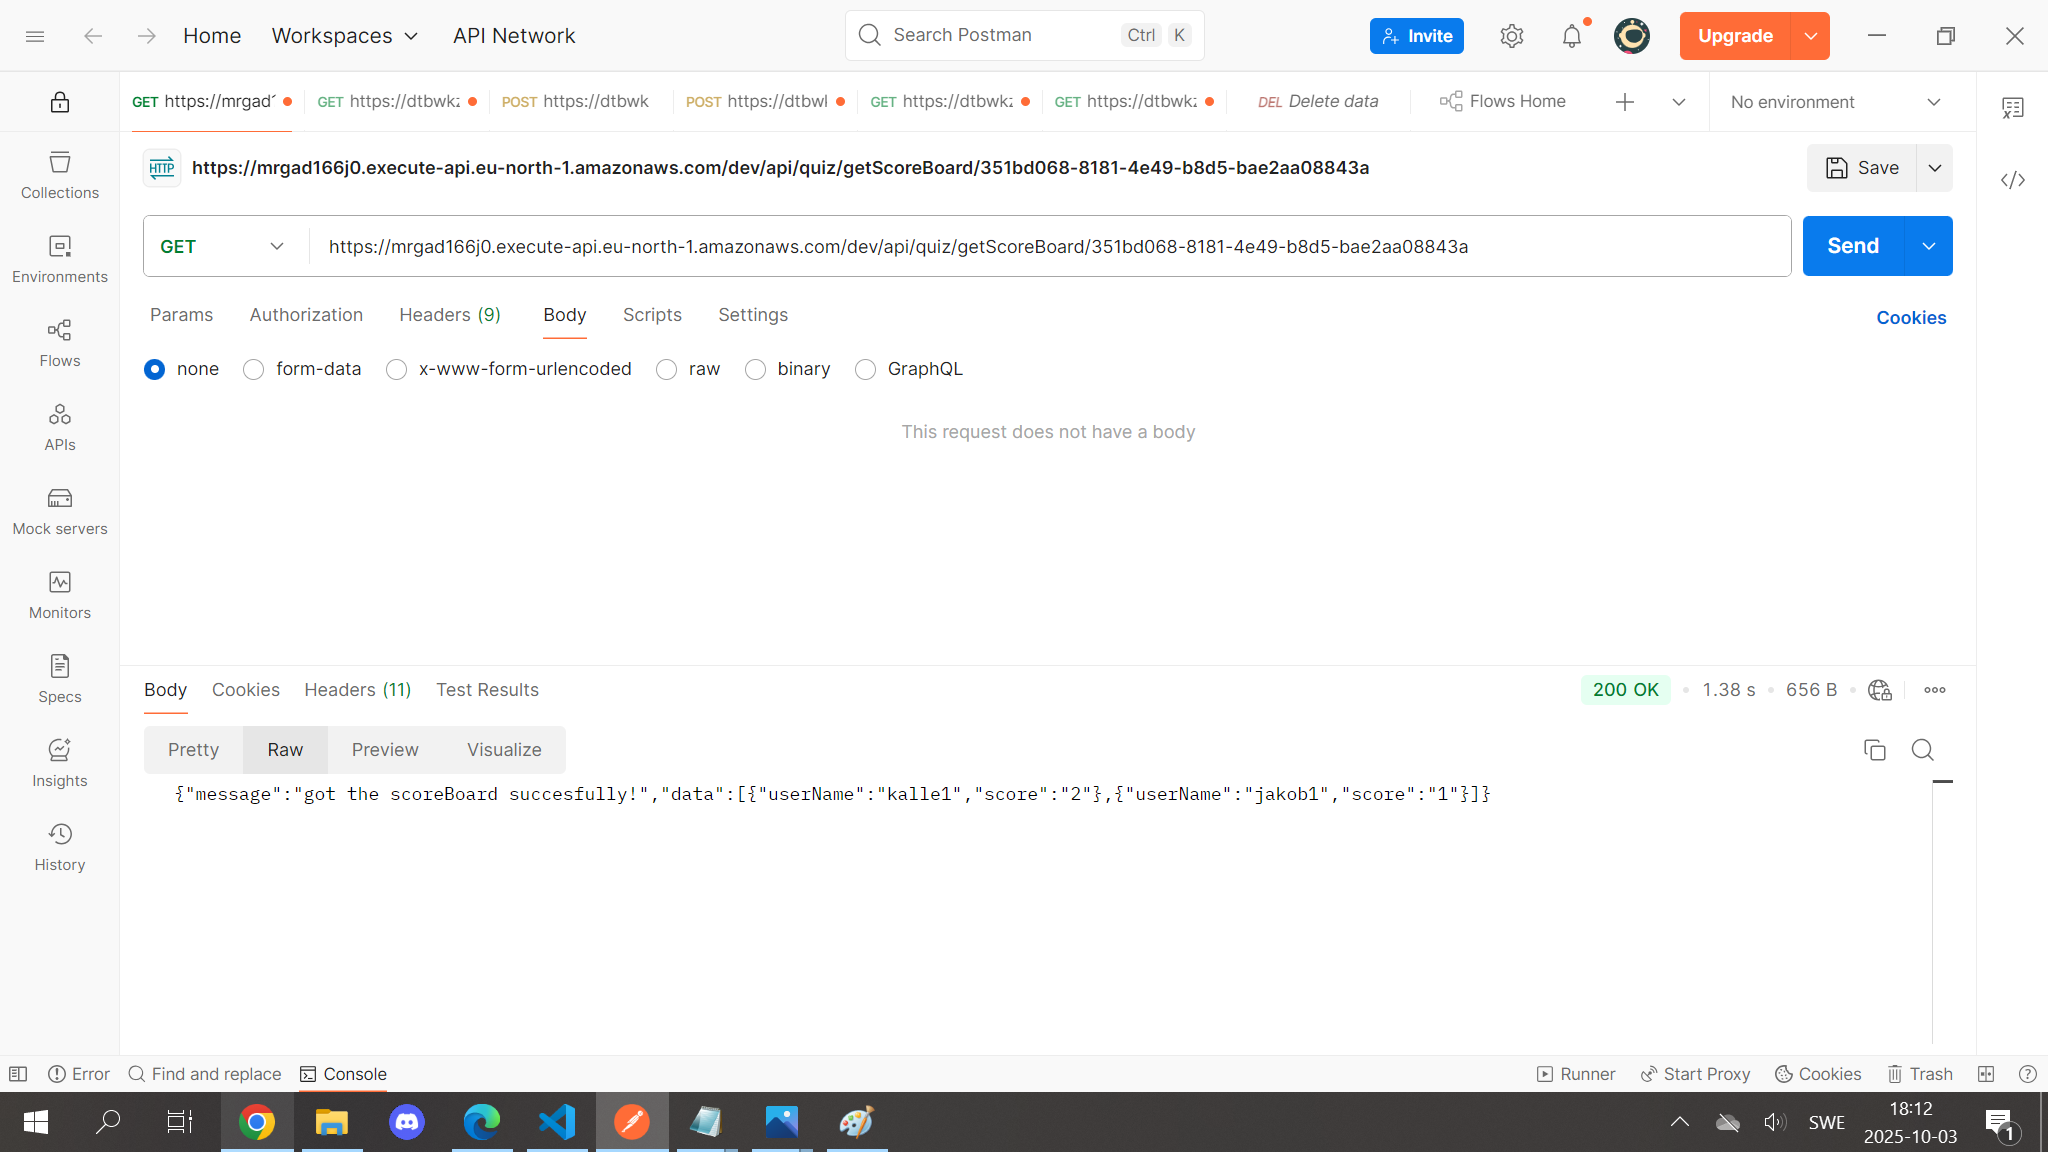 Home
Workspaces
API Network
Search Postman
Ctrl
K
Invite
Upgrade
GET https://mrgad1
GET https://dtbwkz
POST https://dtbwk
POST https://dtbwl
GET https://dtbwkz
GET https://dtbwkz
DEL Delete data
Flows Home
No environment
HTTP
https://mrgad166j0.execute-api.eu-north-1.amazonaws.com/dev/api/quiz/getScoreBoard/351bd068-8181-4e49-b8d5-bae2aa08843a
Save
Collections
Environments
Flows
APIs
Mock servers
Monitors
Specs
Insights
History
GET
https://mrgad166j0.execute-api.eu-north-1.amazonaws.com/dev/api/quiz/getScoreBoard/351bd068-8181-4e49-b8d5-bae2aa08843a
Send
Params
Authorization
Headers (9)
Body
Scripts
Settings
Cookies
none
form-data
x-www-form-urlencoded
raw
binary
GraphQL
This request does not have a body
Body
Cookies
Headers (11)
Test Results
200 OK
1.38 s
656 B
Pretty
Raw
Preview
Visualize
{"message":"got the scoreBoard succesfully!","data":[{"userName":"kalle1","score":"2"},{"userName":"jakob1","score":"1"}]}
Error
Find and replace
Console
Runner
Start Proxy
Cookies
Trash
SWE
18:12
2025-10-03
1